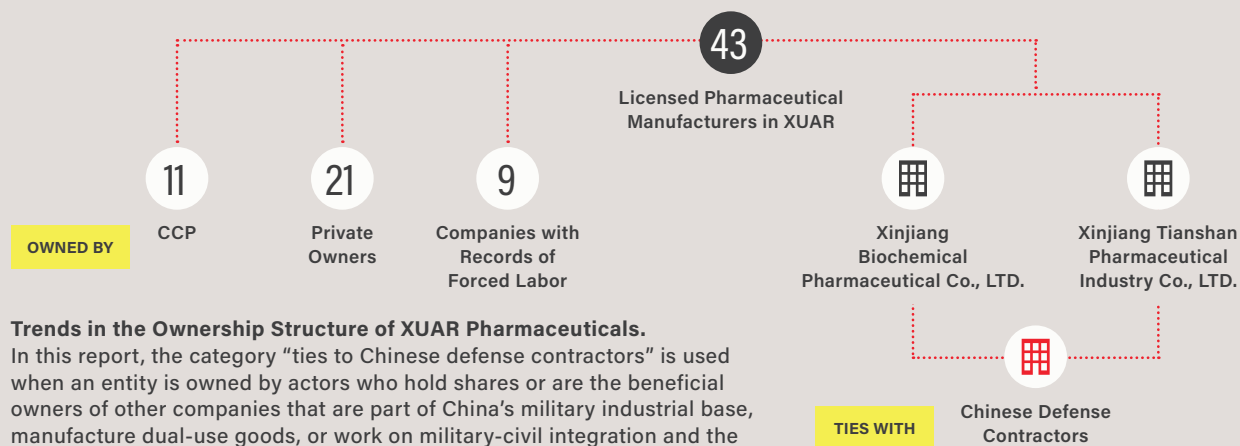 43
Licensed Pharmaceutical
Manufacturers in XUAR
OWNED BY
11
CCP
21
Private
Owners
9
Companies with
Records of
Forced Labor
Xinjiang
Biochemical
Pharmaceutical Co., LTD.
Xinjiang Tianshan
Pharmaceutical
Industry Co., LTD.
TIES WITH
Chinese Defense
Contractors
Trends in the Ownership Structure of XUAR Pharmaceuticals.
In this report, the category “ties to Chinese defense contractors” is used
when an entity is owned by actors who hold shares or are the beneficial
owners of other companies that are part of China’s military industrial base,
manufacture dual-use goods, or work on military-civil integration and the